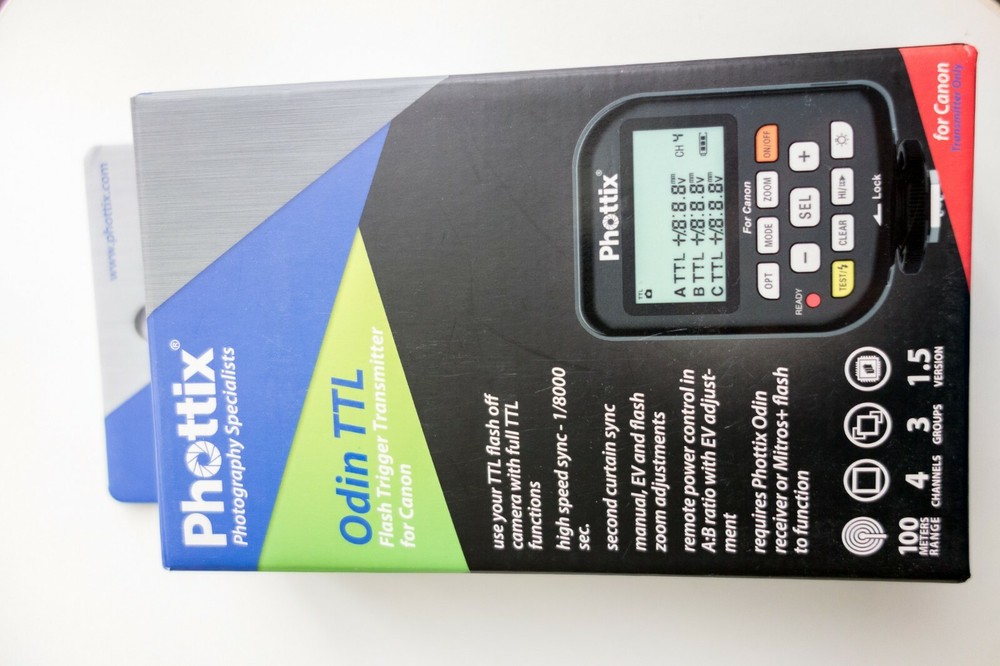 www.phottix.com
Phottix®
Photography Specialists
Odin TTL
Flash Trigger Transmitter
for Canon
use your TTL flash off
camera with full TTL
functions
high speed sync - 1/8000
sec.
second curtain sync
manual, EV and flash
zoom adjustments
remote power control in
A:B ratio with EV adjust-
ment
requires Phottix Odin
receiver or Mitros+ flash
to function
100
METERS
RANGE
4
CHANNELS
3
GROUPS
1.5
VERSION
Phottix®
TTL
CH 4
A TTL +/8:8.8mm
B TTL +/8:8.8mm
C TTL +/8:8.8v
For Canon
OPT MODE ZOOM ON/OFF
− SEL +
READY
TEST/ CLEAR HI/
Lock
for Canon
Transmitter Only